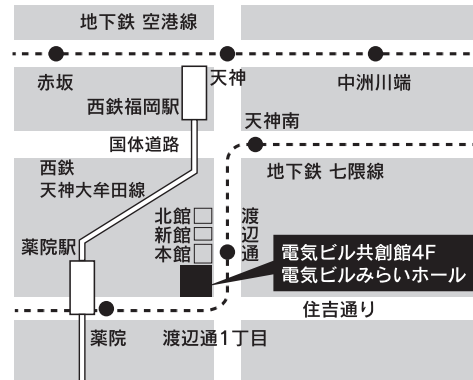 地下鉄 空港線
赤坂
天神
中洲川端
西鉄福岡駅
天神南
国体道路
地下鉄 七隈線
西鉄
天神大牟田線
北館
新館
本館
渡辺通
薬院駅
電気ビル共創館4F
電気ビルみらいホール
住吉通り
薬院
渡辺通1丁目